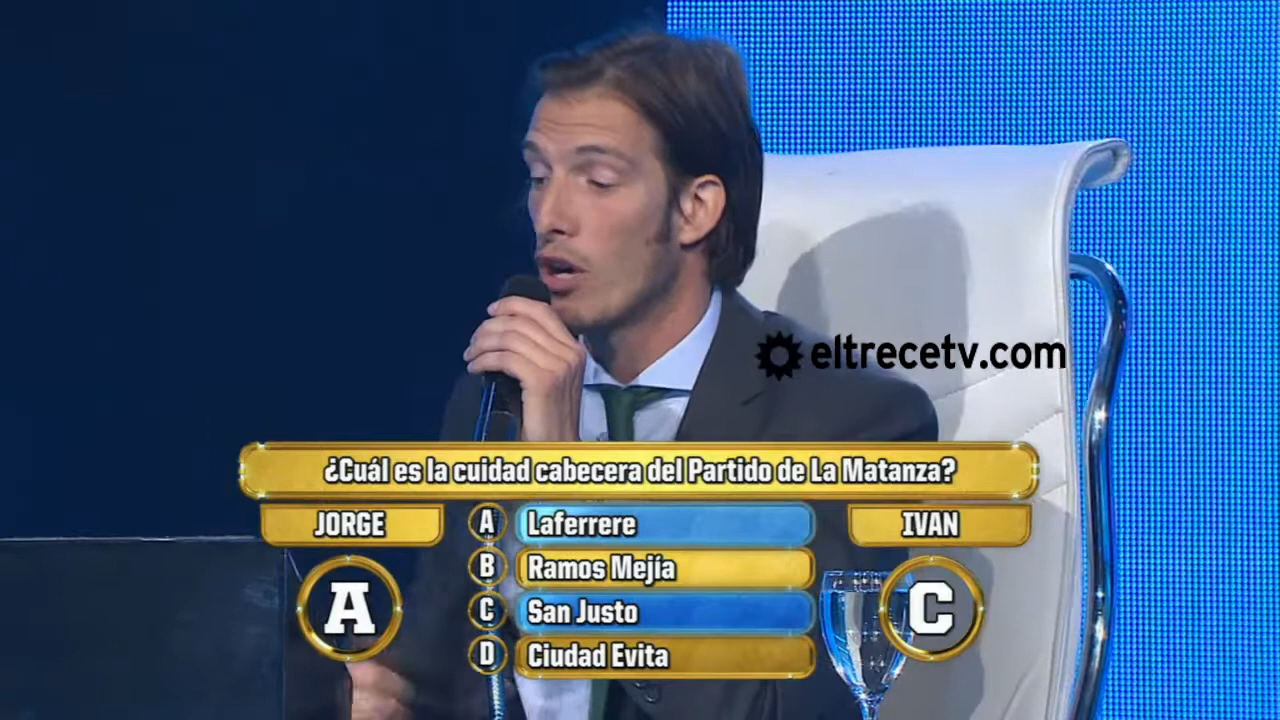 eltrecetv.com
¿Cuál es la cuidad cabecera del Partido de La Matanza?
JORGE
A
A Laferrere
B Ramos Mejía
C San Justo
D Ciudad Evita
IVAN
C